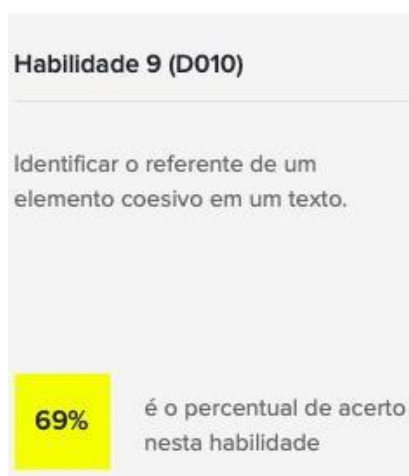 Habilidade 9 (D010)
Identificar o referente de um
elemento coesivo em um texto.
69%
é o percentual de acerto
nesta habilidade